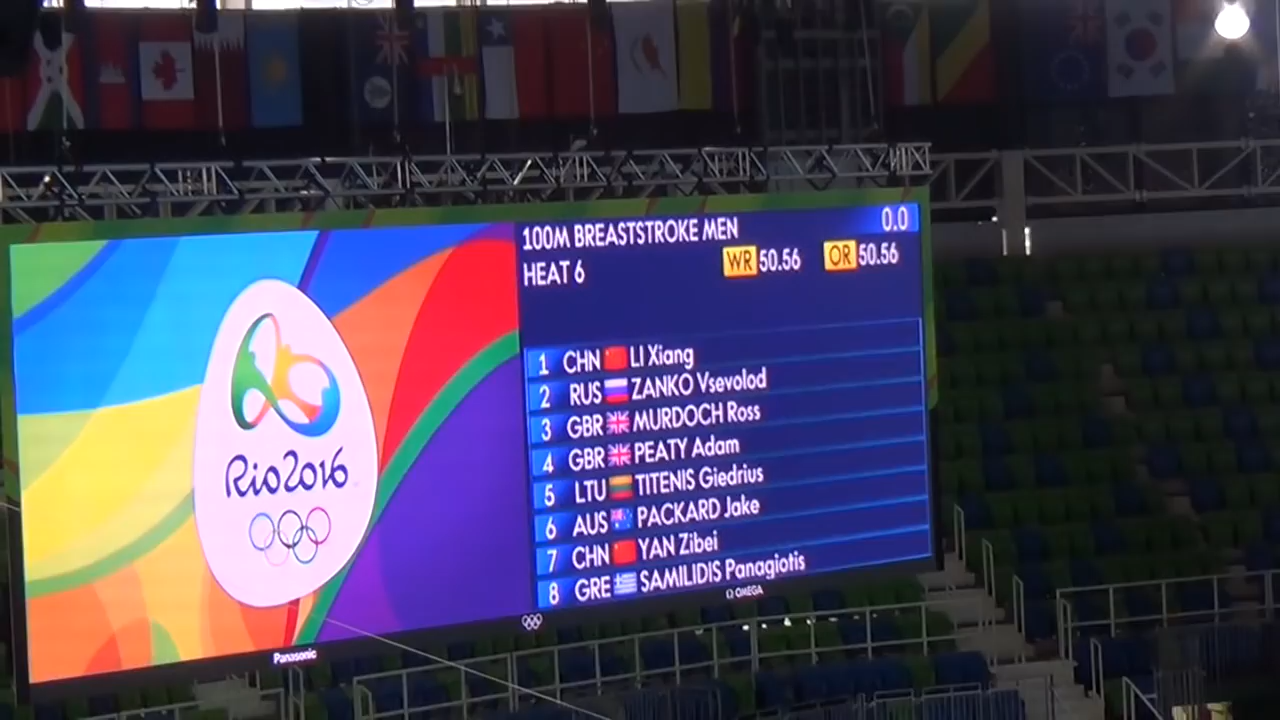 100M BREASTSTROKE MEN 0.0
HEAT 6 WR 50.56 OR 50.56
1 CHN LI Xiang
2 RUS ZANKO Vsevolod
3 GBR MURDOCH Ross
4 GBR PEATY Adam
5 LTU TITENIS Giedrius
6 AUS PACKARD Jake
7 CHN YAN Zibei
8 GRE SAMILIDIS Panagiotis
Rio2016
Ω OMEGA
Panasonic